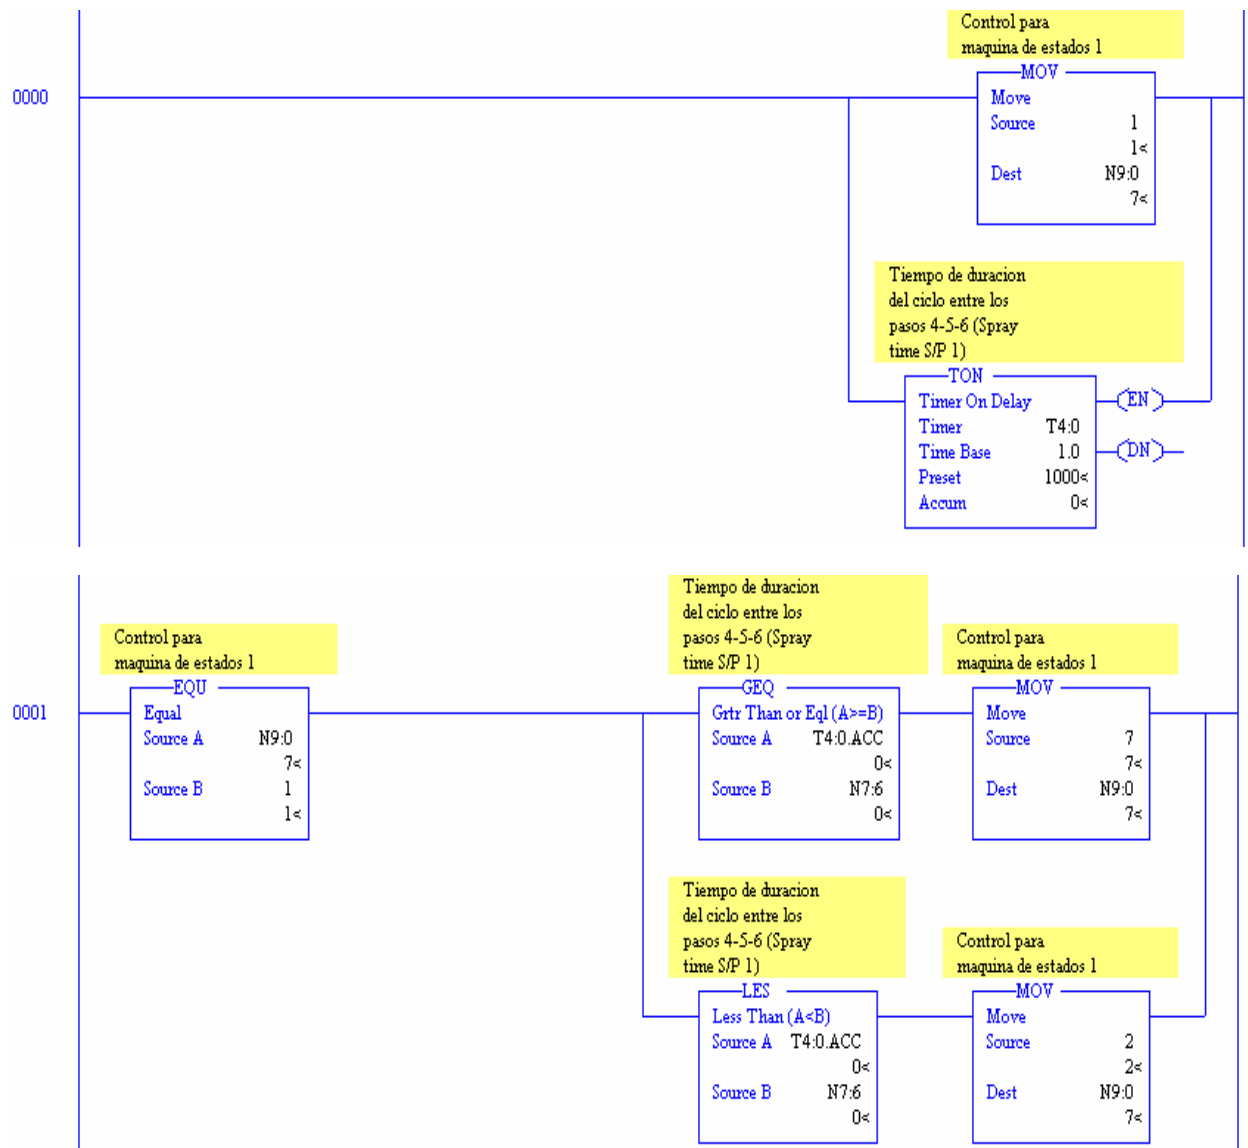 Control para
maquina de estados 1
MOV
0000
Move
Source 1
1<
Dest N9:0
7<
Tiempo de duracion
del ciclo entre los
pasos 4-5-6 (Spray
time S/P 1)
TON
Timer On Delay (EN)
Timer T4:0
Time Base 1.0 (DN)
Preset 1000<
Accum 0<
Tiempo de duracion
del ciclo entre los
pasos 4-5-6 (Spray
time S/P 1)
Control para
maquina de estados 1
Control para
maquina de estados 1
0001
EQU
Equal
Source A N9:0
7<
Source B 1
1<
GEQ
Grtr Than or Eql (A>=B)
Source A T4:0.ACC
0<
Source B N7:6
0<
MOV
Move
Source 7
7<
Dest N9:0
7<
Tiempo de duracion
del ciclo entre los
pasos 4-5-6 (Spray
time S/P 1)
Control para
maquina de estados 1
LES
Less Than (A<B)
Source A T4:0.ACC
0<
Source B N7:6
0<
MOV
Move
Source 2
2<
Dest N9:0
7<